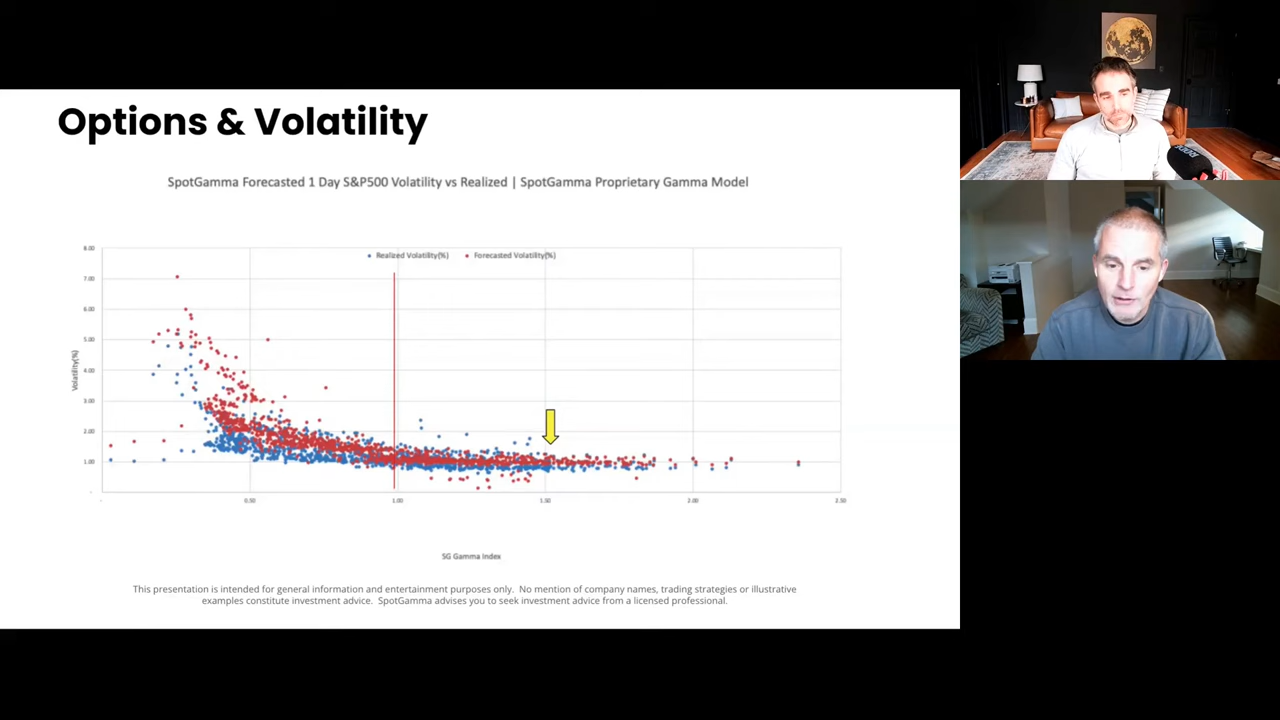 Options & Volatility
SpotGamma Forecasted 1 Day S&P500 Volatility vs Realized | SpotGamma Proprietary Gamma Model
Realized Volatility(%)
Forecasted Volatility(%)
8.00
7.00
6.00
5.00
4.00
3.00
2.00
1.00
-
Volatility(%)
-
0.50
1.00
1.50
2.00
2.50
SG Gamma Index
This presentation is intended for general information and entertainment purposes only. No mention of company names, trading strategies or illustrative
examples constitute investment advice. SpotGamma advises you to seek investment advice from a licensed professional.